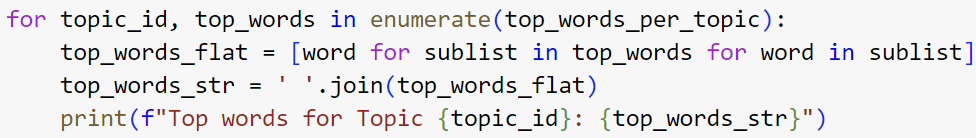 for topic_id, top_words in enumerate(top_words_per_topic):
    top_words_flat = [word for sublist in top_words for word in sublist]
    top_words_str = ' '.join(top_words_flat)
    print(f"Top words for Topic {topic_id}: {top_words_str}")